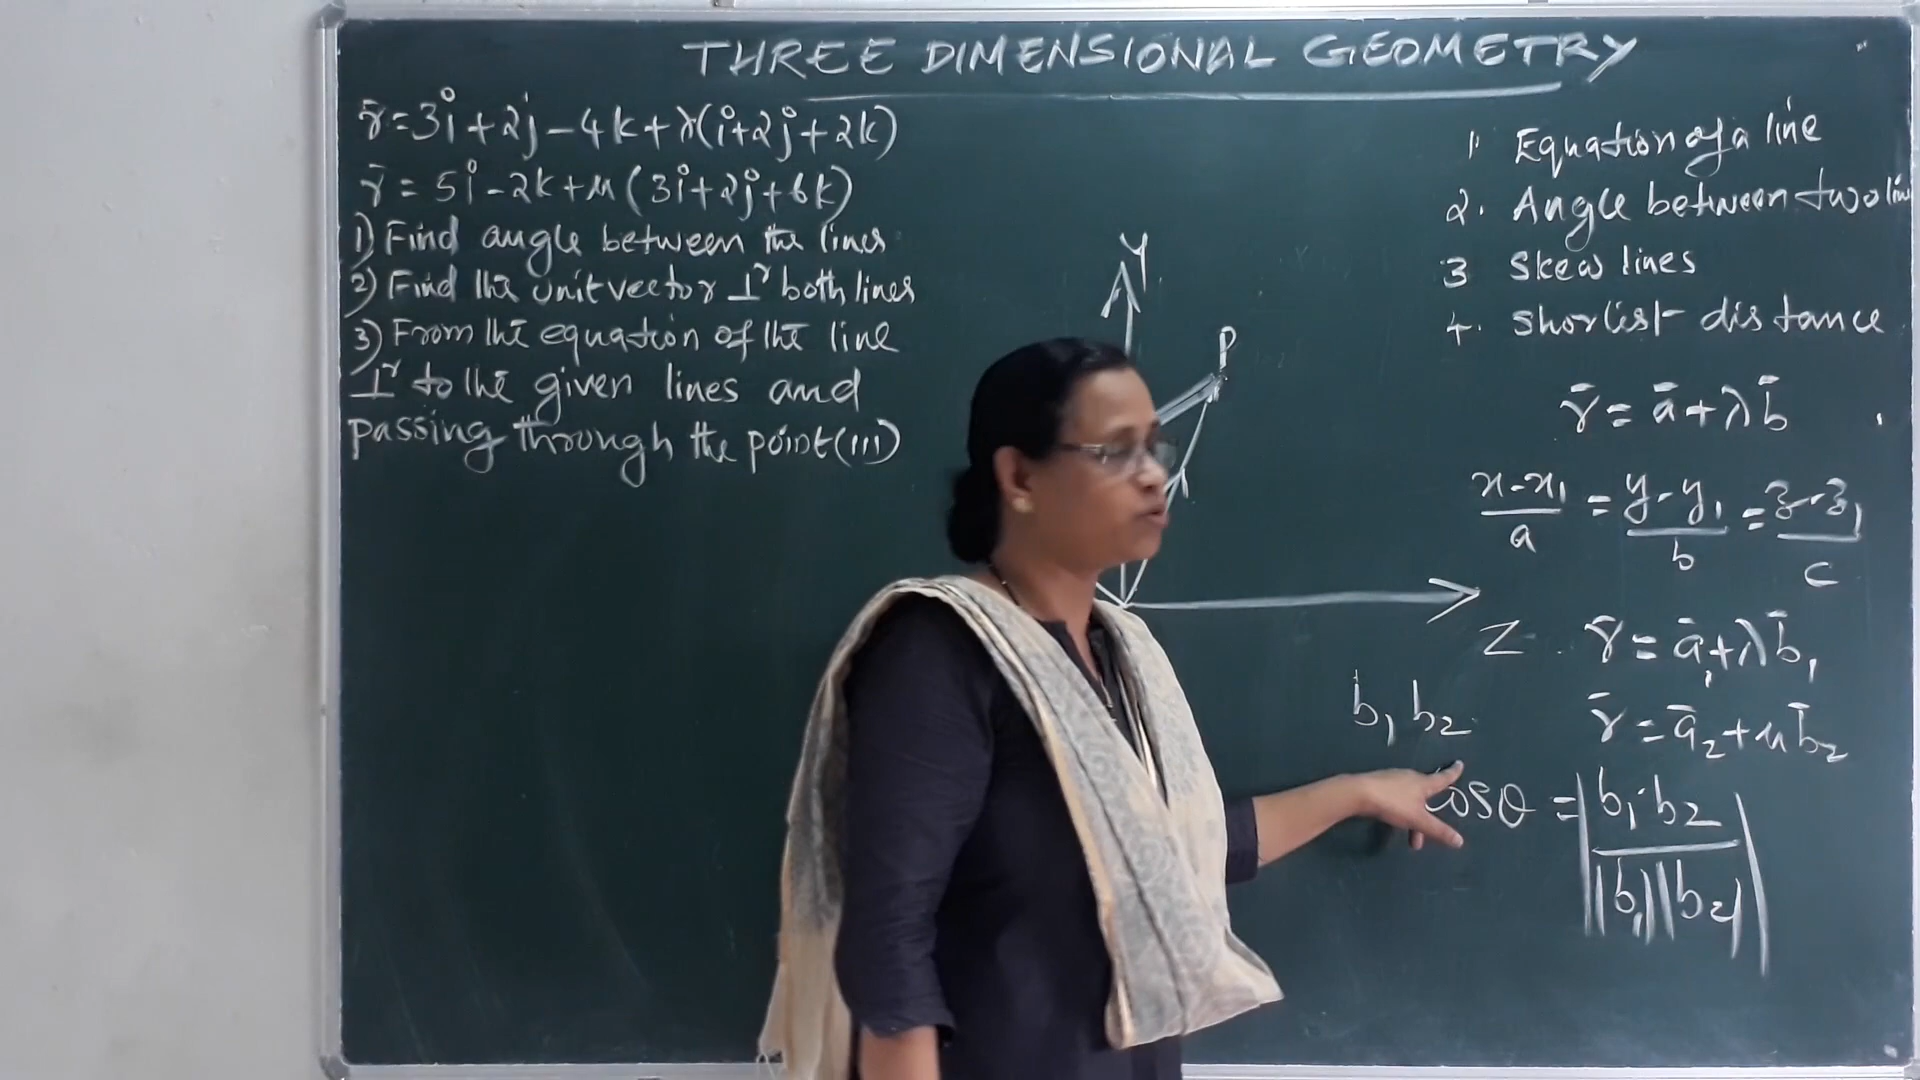 THREE DIMENSIONAL GEOMETRY
r̄ = 3i + 2j - 4k + λ(i + 2j + 2k)
r̄ = 5i - 2k + μ(3i + 2j + 6k)
1) Find angle between the lines
2) Find the unit vector ⊥r both lines
3) From the equation of the line
⊥r to the given lines and
passing through the point (111)
Y
P
Z
1. Equation of a line
2. Angle between two lin
3 Skew lines
4. Shortest distance
r̄ = ā + λb̄
x-x₁/a = y-y₁/b = z-z₁/c
r̄ = ā₁ + λb̄₁
b₁ b₂
r̄ = ā₂ + μb̄₂
cosθ = |b₁·b₂/|b₁||b₂||